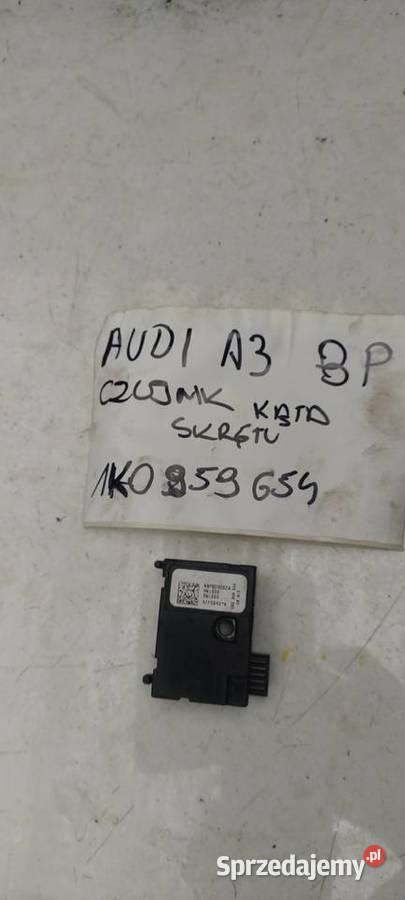 AUDI A3 8P
CZUJNIK KĄTA
SKRĘTU
1K0 959 654
Sprzedajemy.pl